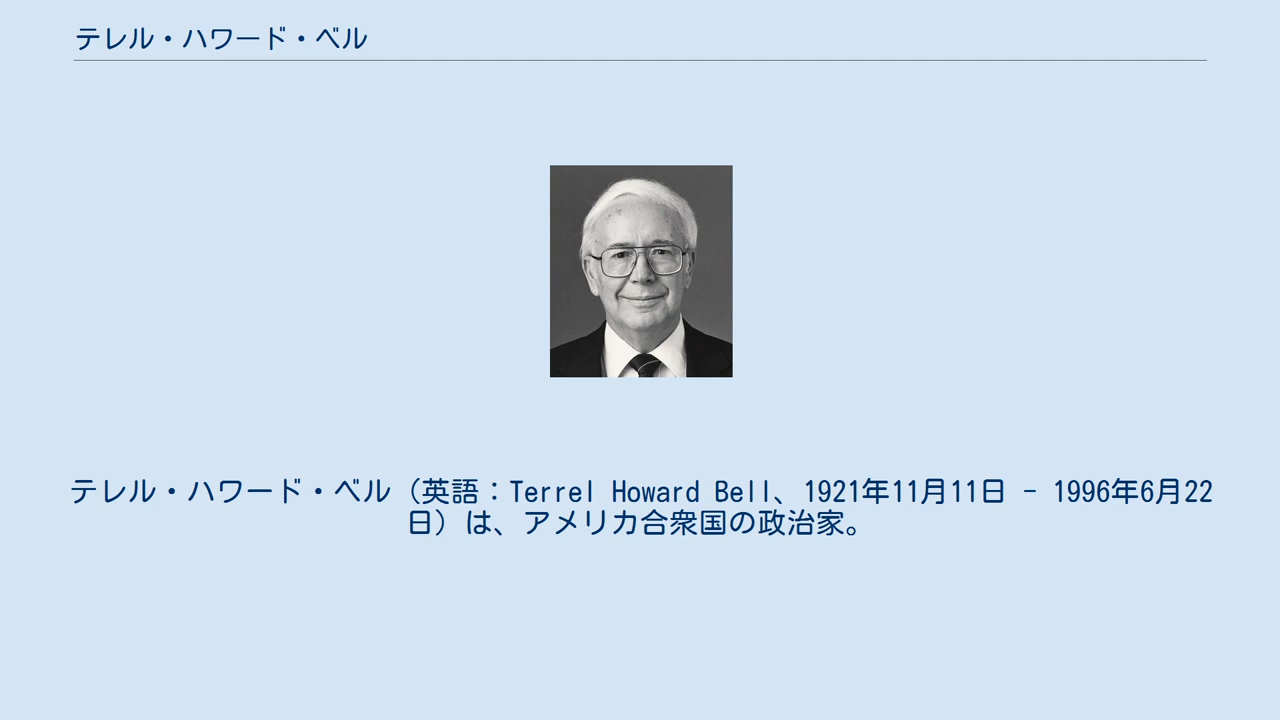 テレル・ハワード・ベル
テレル・ハワード・ベル（英語：Terrel Howard Bell、1921年11月11日 - 1996年6月22
日）は、アメリカ合衆国の政治家。